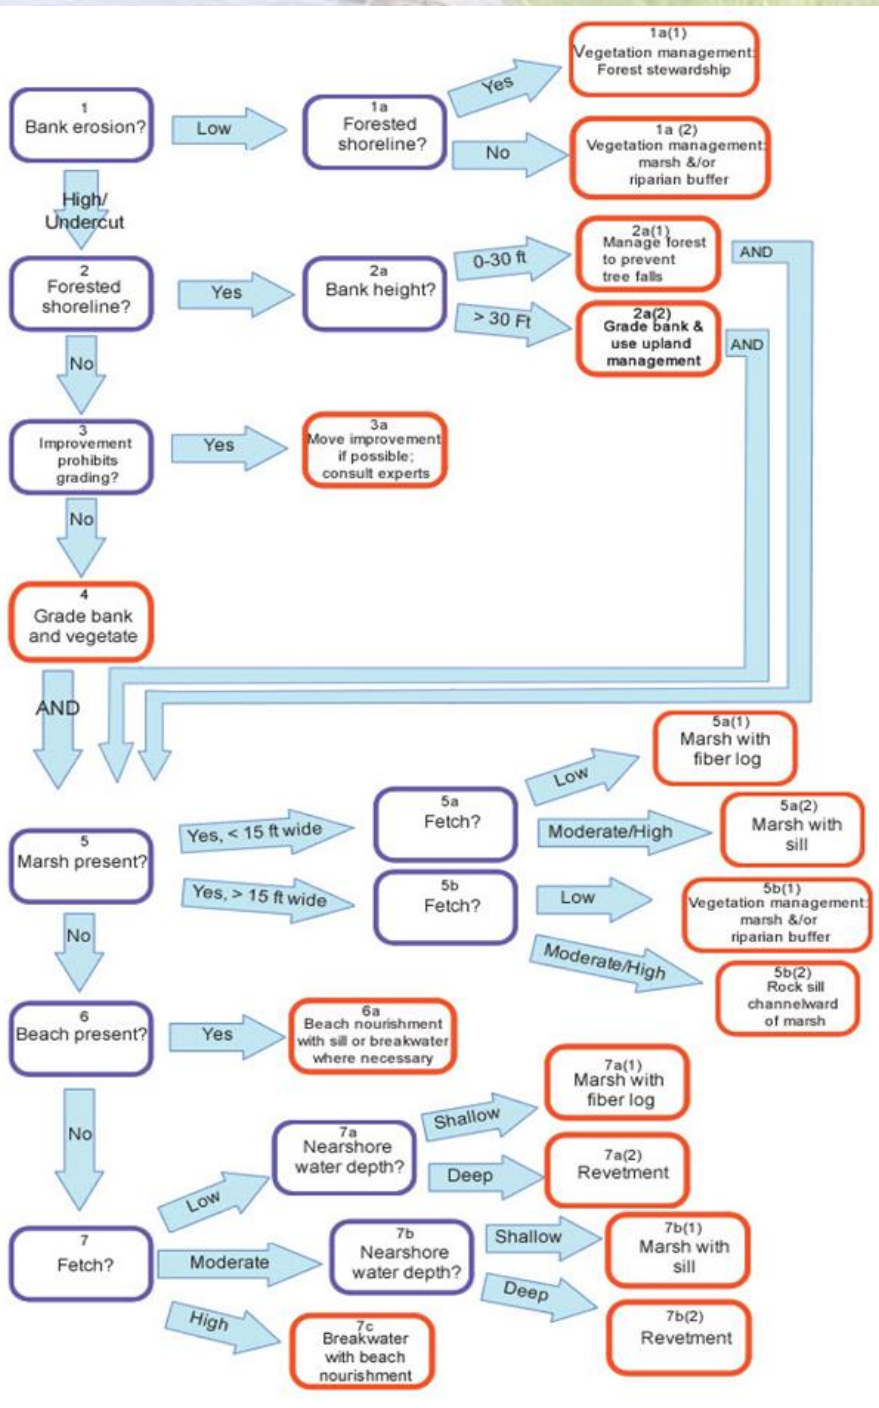 1
Bank erosion?
Low
1a
Forested
shoreline?
Yes
1a(1)
Vegetation management:
Forest stewardship
No
1a (2)
Vegetation management:
marsh &/or
riparian buffer
High/
Undercut
2
Forested
shoreline?
Yes
2a
Bank height?
0-30 ft
2a(1)
Manage forest
to prevent
tree falls
AND
> 30 Ft
2a(2)
Grade bank &
use upland
management
AND
No
3
Improvement
prohibits
grading?
Yes
3a
Move improvement
if possible;
consult experts
No
4
Grade bank
and vegetate
AND
5
Marsh present?
Yes, < 15 ft wide
5a
Fetch?
Low
5a(1)
Marsh with
fiber log
Moderate/High
5a(2)
Marsh with
sill
Yes, > 15 ft wide
5b
Fetch?
Low
5b(1)
Vegetation management:
marsh &/or
riparian buffer
Moderate/High
5b(2)
Rock sill
channelward
of marsh
No
6
Beach present?
Yes
6a
Beach nourishment
with sill or breakwater
where necessary
No
7
Fetch?
Low
7a
Nearshore
water depth?
Shallow
7a(1)
Marsh with
fiber log
Deep
7a(2)
Revetment
Moderate
7b
Nearshore
water depth?
Shallow
7b(1)
Marsh with
sill
Deep
7b(2)
Revetment
High
7c
Breakwater
with beach
nourishment